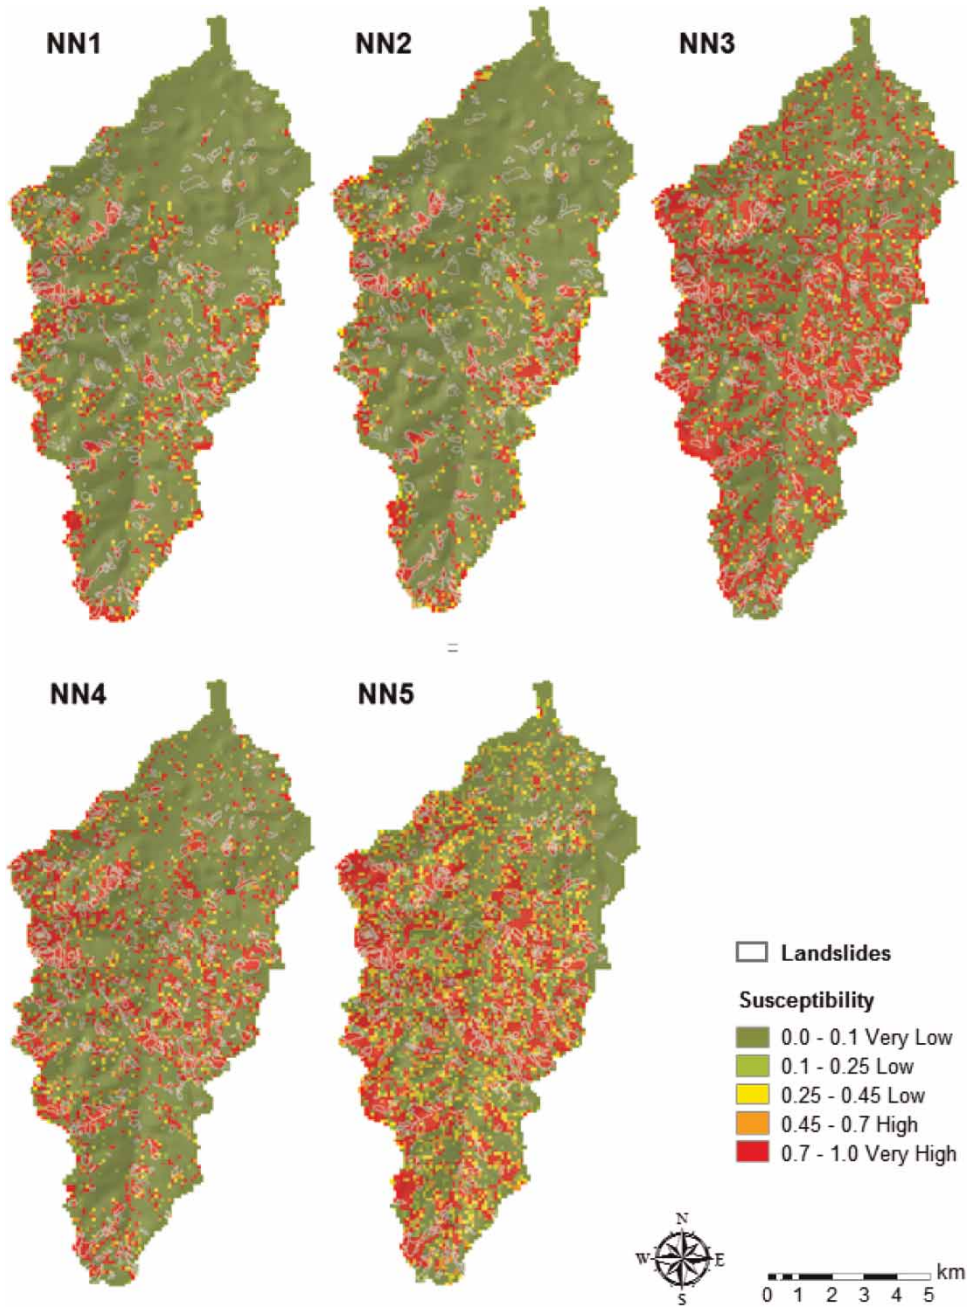 NN1
NN2
NN3
=
NN4
NN5
Landslides
Susceptibility
0.0 - 0.1 Very Low
0.1 - 0.25 Low
0.25 - 0.45 Low
0.45 - 0.7 High
0.7 - 1.0 Very High
N
W E
S
km
0 1 2 3 4 5